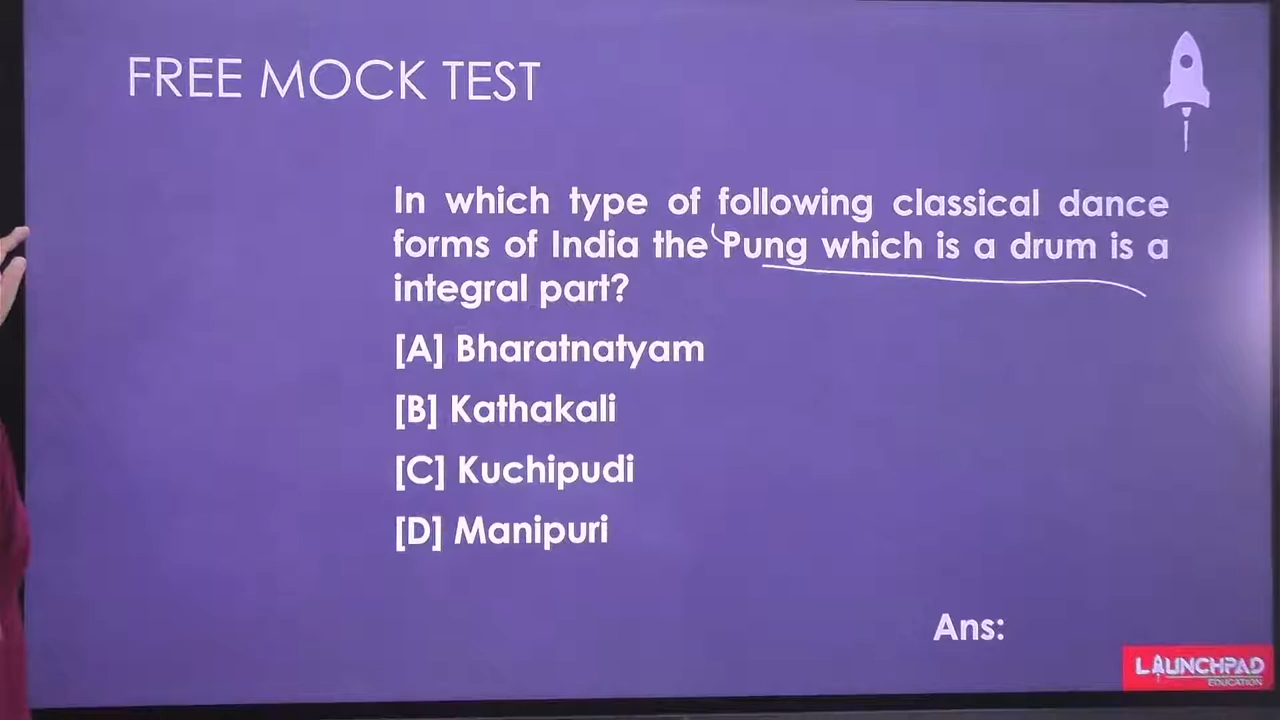 FREE MOCK TEST
In which type of following classical dance
forms of India the Pung which is a drum is a
integral part?
[A] Bharatnatyam
[B] Kathakali
[C] Kuchipudi
[D] Manipuri
Ans:
LAUNCHPAD
EDUCATION